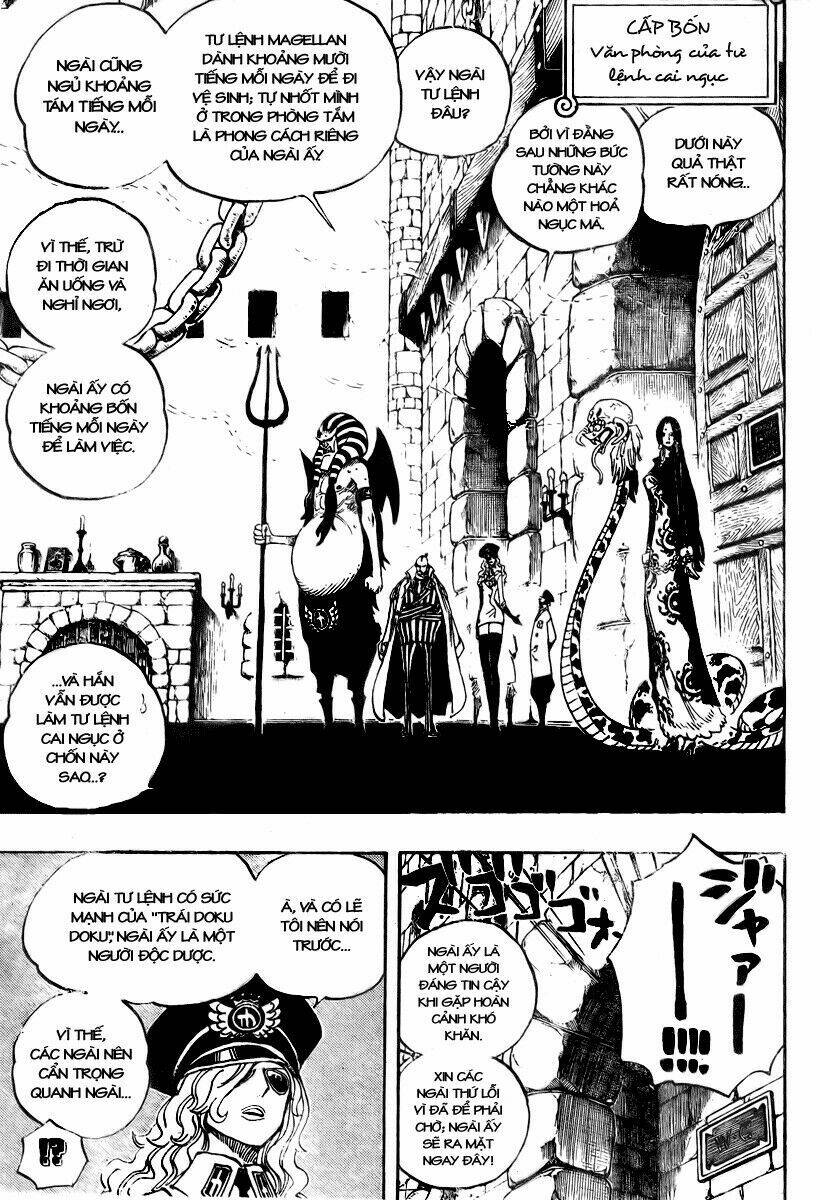 CẤP BỐN
Văn phòng của tư
lệnh cai ngục
DƯỚI NÀY
QUẢ THẬT
RẤT NÓNG..
BỞI VÌ ĐẰNG
SAU NHỮNG BỨC
TƯỜNG NÀY
CHẲNG KHÁC
NÀO MỘT HOẢ
NGỤC MÀ.
VẬY NGÀI
TƯ LỆNH
ĐÂU?
TƯ LỆNH MAGELLAN
DÀNH KHOẢNG MƯỜI
TIẾNG MỖI NGÀY ĐỂ ĐI
VỆ SINH; TỰ NHỐT MÌNH
Ở TRONG PHÒNG TẮM
LÀ PHONG CÁCH RIÊNG
CỦA NGÀI ẤY
NGÀI CŨNG
NGỦ KHOẢNG
TÁM TIẾNG MỖI
NGÀY..
VÌ THẾ, TRỪ
ĐI THỜI GIAN
ĂN UỐNG VÀ
NGHỈ NGƠI,
NGÀI ẤY CÓ
KHOẢNG BỐN
TIẾNG MỖI NGÀY
ĐỂ LÀM VIỆC.
...VÀ HẮN
VẪN ĐƯỢC
LÀM TƯ LỆNH
CAI NGỤC Ở
CHỐN NÀY
SAO...?
ジャァーーー!!!!
ゴゴゴゴォ...
NGÀI ẤY LÀ
MỘT NGƯỜI
ĐÁNG TIN CẬY
KHI GẶP HOÀN
CẢNH KHÓ
KHĂN.
XIN CÁC
NGÀI THỨ LỖI
VÌ ĐÃ ĐỂ PHẢI
CHỜ; NGÀI ẤY
SẼ RA MẶT
NGAY ĐÂY!
W.C
À, VÀ CÓ LẼ
TÔI NÊN NÓI
TRƯỚC...
NGÀI TƯ LỆNH CÓ SỨC
MẠNH CỦA "TRÁI DOKU
DOKU", NGÀI ẤY LÀ MỘT
NGƯỜI ĐỘC DƯỢC.
VÌ THẾ,
CÁC NGÀI NÊN
CẨN TRỌNG
QUANH NGÀI...
!?